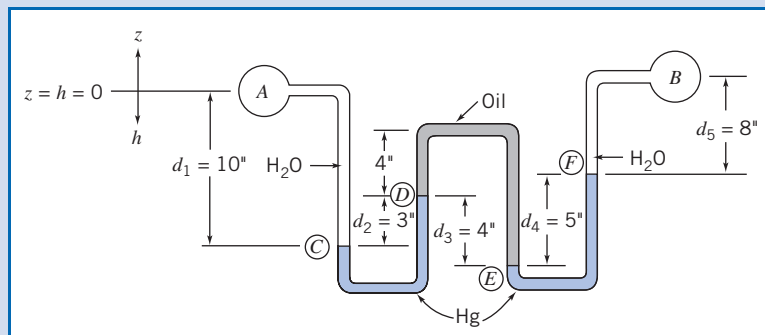 z
z = h = 0
h
A
B
Oil
d5 = 8"
d1 = 10"
H2O
4"
F
H2O
D
d2 = 3"
d3 = 4"
d4 = 5"
C
E
Hg